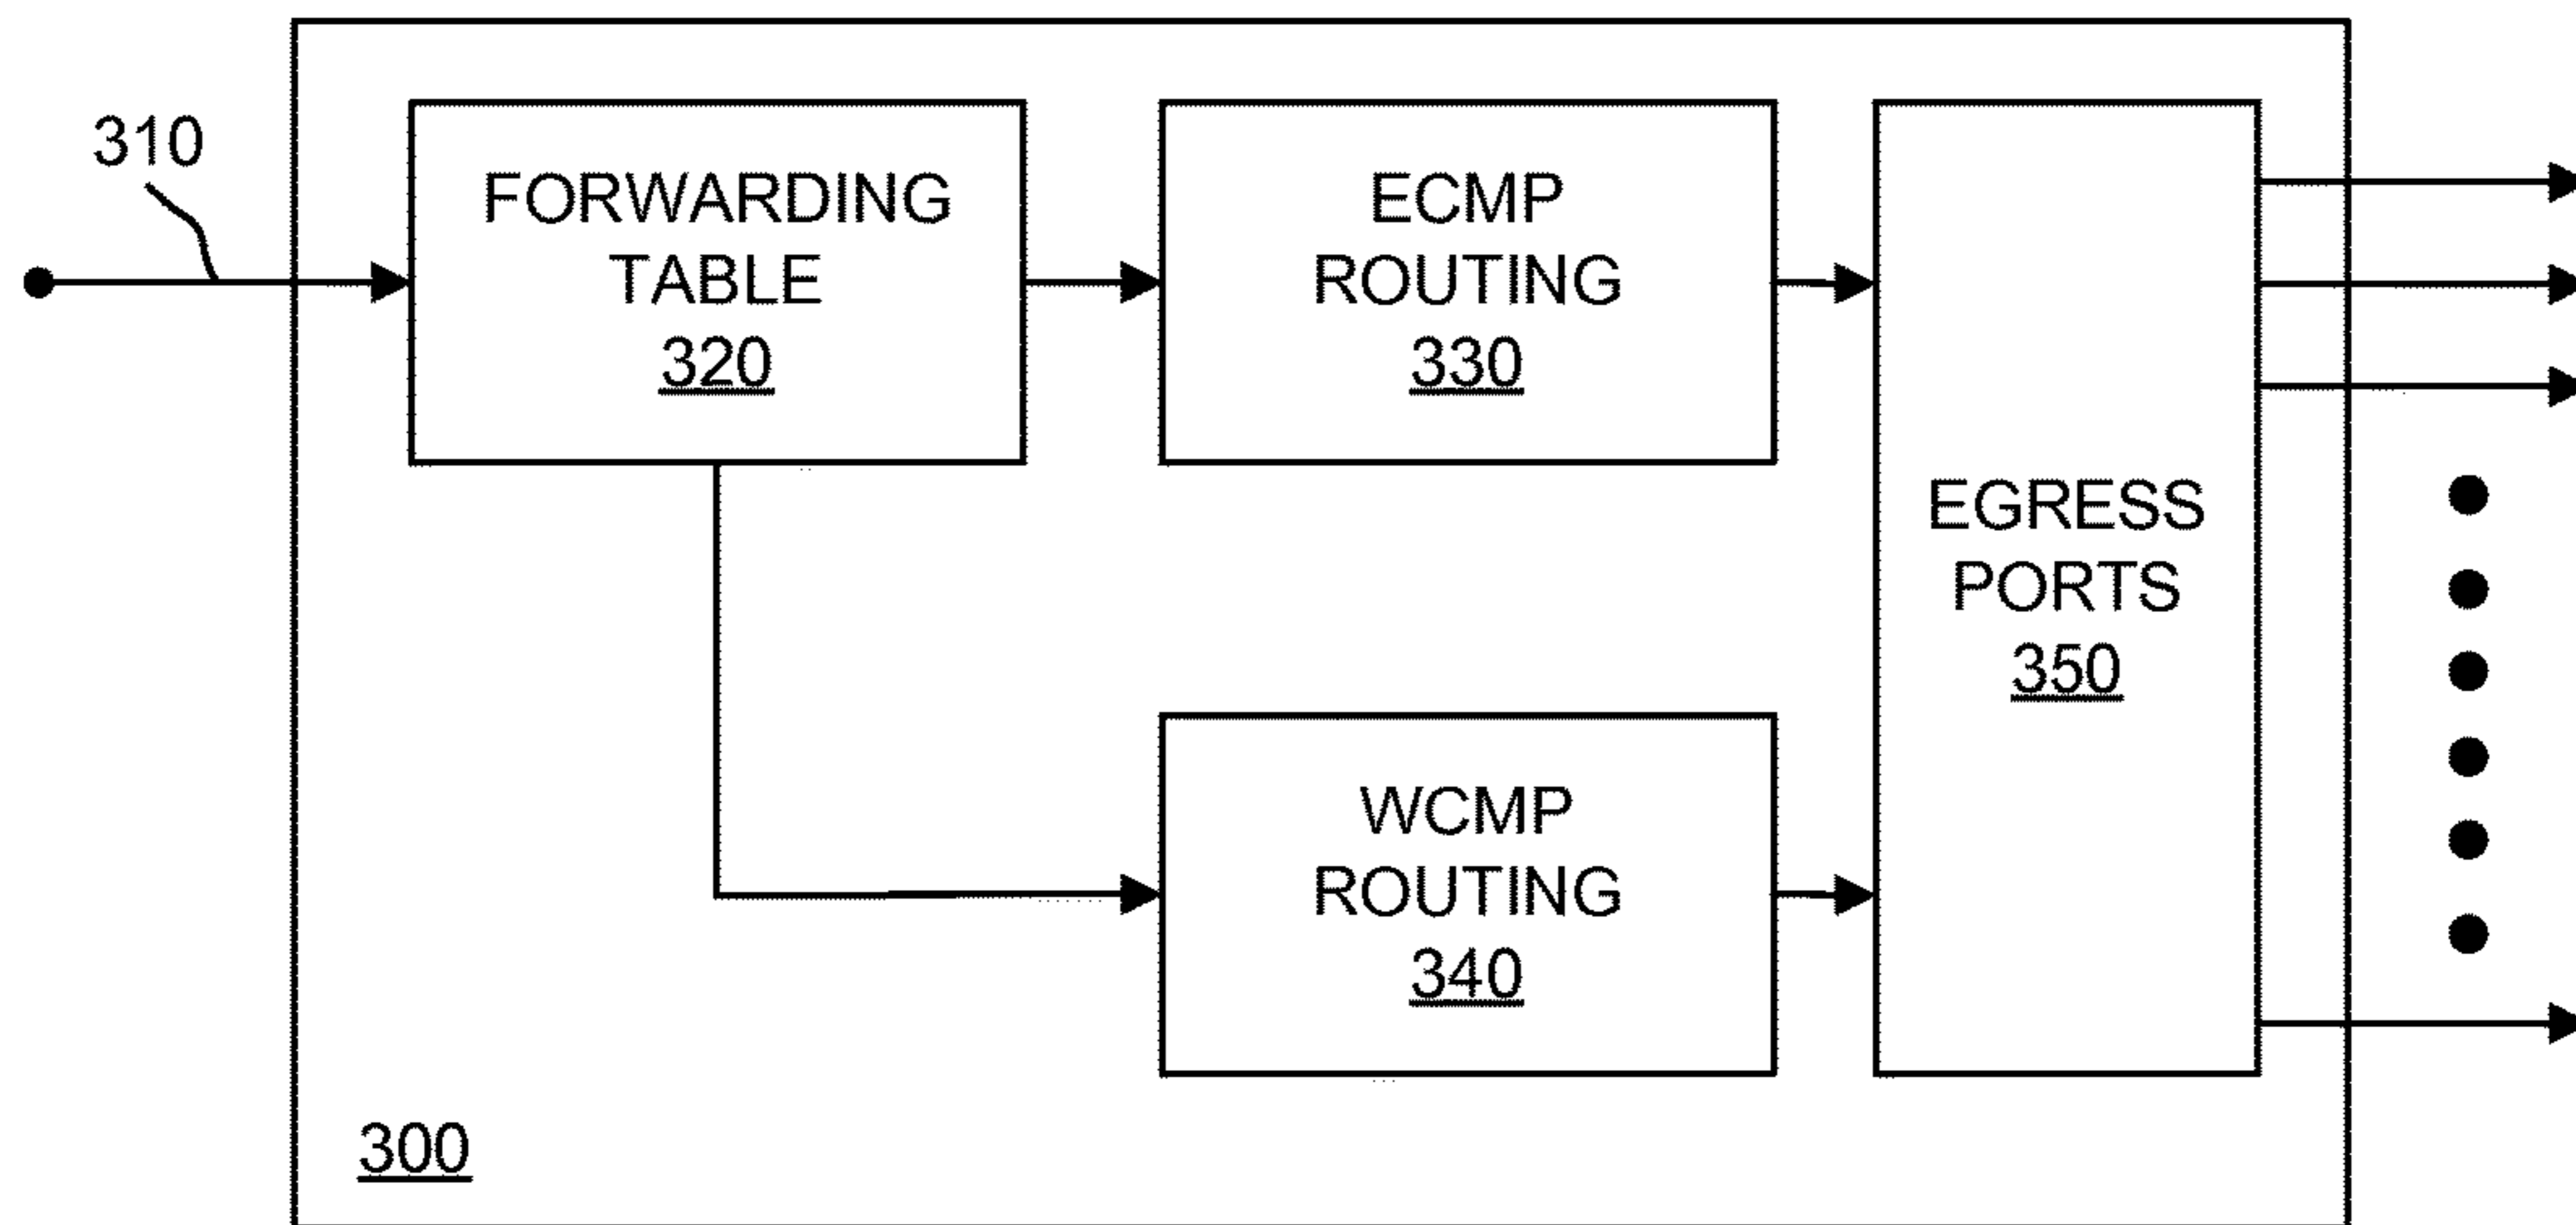 310
FORWARDING
TABLE
320
ECMP
ROUTING
330
EGRESS
PORTS
350
WCMP
ROUTING
340
300